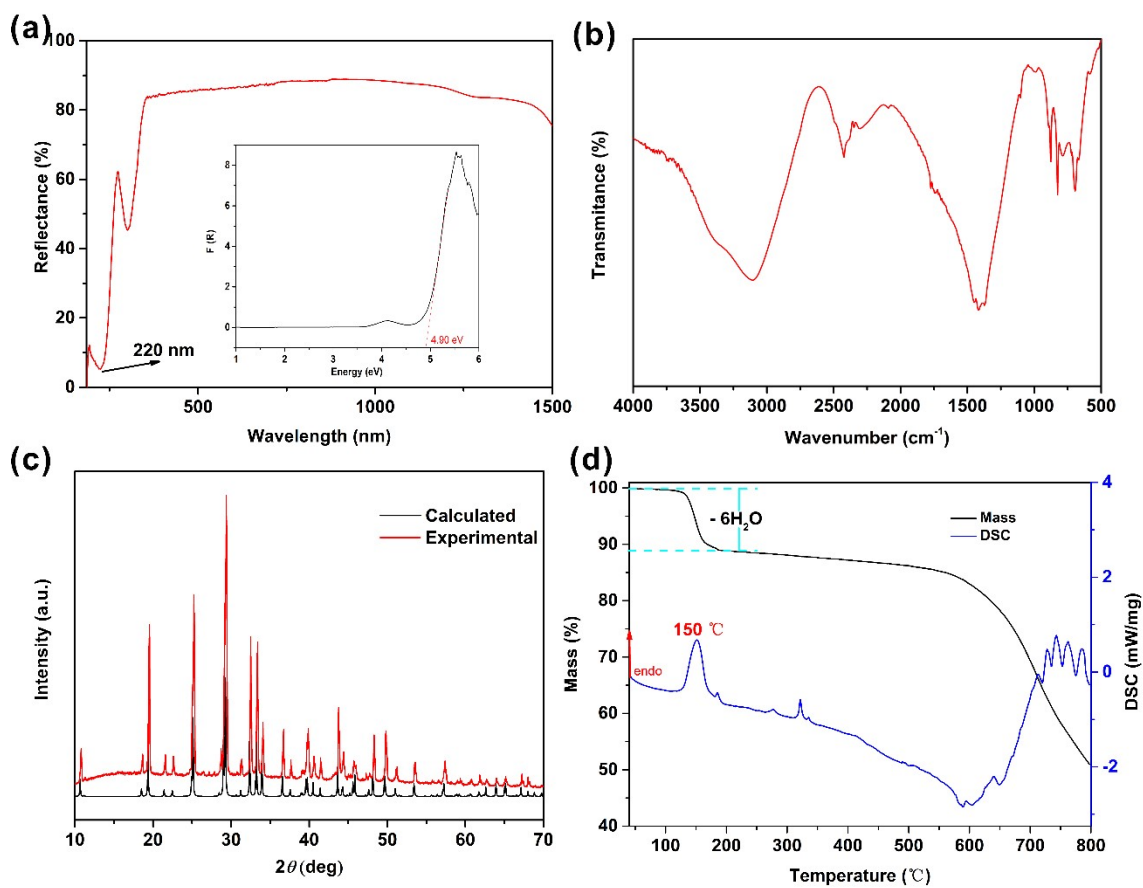 (a)
100
80
60
40
20
0
Reflectance (%)
500
1000
1500
Wavelength (nm)
220 nm
8
6
4
2
0
F (R)
4.90 eV
1
2
3
4
5
6
Energy (eV)
(b)
Transmitance (%)
4000
3500
3000
2500
2000
1500
1000
500
Wavenumber (cm⁻¹)
(c)
Intensity (a.u.)
Calculated
Experimental
10
20
30
40
50
60
70
2θ (deg)
(d)
100
90
80
70
60
50
40
Mass (%)
- 6H₂O
Mass
DSC
150 ℃
endo
4
2
0
-2
DSC (mW/mg)
100
200
300
400
500
600
700
800
Temperature (℃)